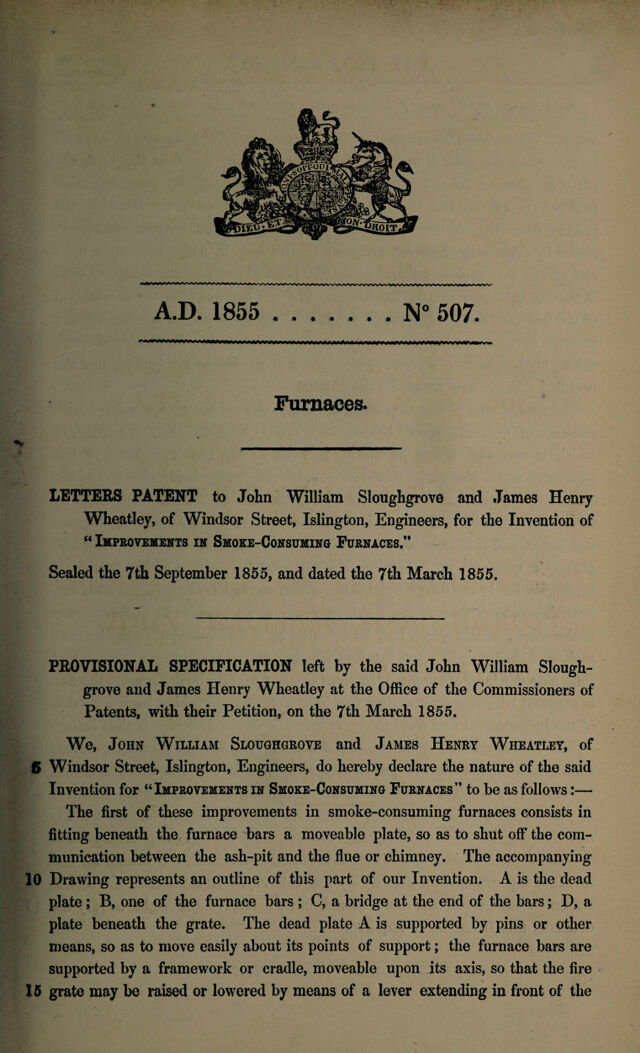 DIEU · ET MON · DROIT
A.D. 1855 . . . . . . . N° 507.
Furnaces.
LETTERS PATENT to John William Sloughgrove and James Henry
Wheatley, of Windsor Street, Islington, Engineers, for the Invention of
“Improvements in Smoke-Consuming Furnaces.”
Sealed the 7th September 1855, and dated the 7th March 1855.
PROVISIONAL SPECIFICATION left by the said John William Slough-
grove and James Henry Wheatley at the Office of the Commissioners of
Patents, with their Petition, on the 7th March 1855.
We, John William Sloughgrove and James Henry Wheatley, of
5 Windsor Street, Islington, Engineers, do hereby declare the nature of the said
Invention for “Improvements in Smoke-Consuming Furnaces” to be as follows:—
The first of these improvements in smoke-consuming furnaces consists in
fitting beneath the furnace bars a moveable plate, so as to shut off the com-
munication between the ash-pit and the flue or chimney. The accompanying
10 Drawing represents an outline of this part of our Invention. A is the dead
plate; B, one of the furnace bars; C, a bridge at the end of the bars; D, a
plate beneath the grate. The dead plate A is supported by pins or other
means, so as to move easily about its points of support; the furnace bars are
supported by a framework or cradle, moveable upon its axis, so that the fire
15 grate may be raised or lowered by means of a lever extending in front of the